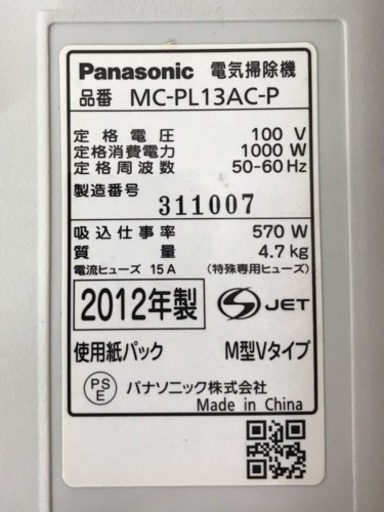 Panasonic 電気掃除機
品番 MC-PL13AC-P
定格電圧 100 V
定格消費電力 1000 W
定格周波数 50-60 Hz
製造番号 311007
吸込仕事率 570 W
質量 4.7kg
電流ヒューズ 15A (特殊専用ヒューズ)
2012年製 S JET
使用紙パック M型Vタイプ
PS E パナソニック株式会社
Made in China